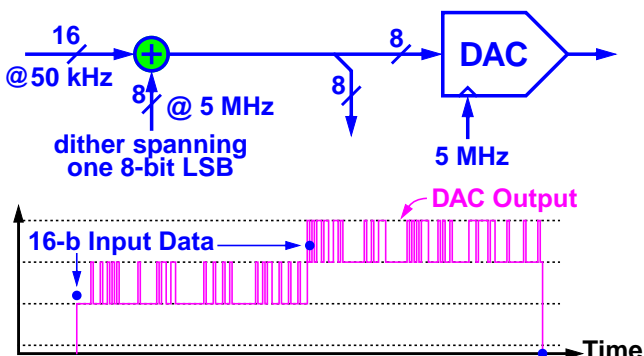 16
@50 kHz
+
8
@ 5 MHz
dither spanning
one 8-bit LSB
8
8
DAC
5 MHz
DAC Output
16-b Input Data
Time